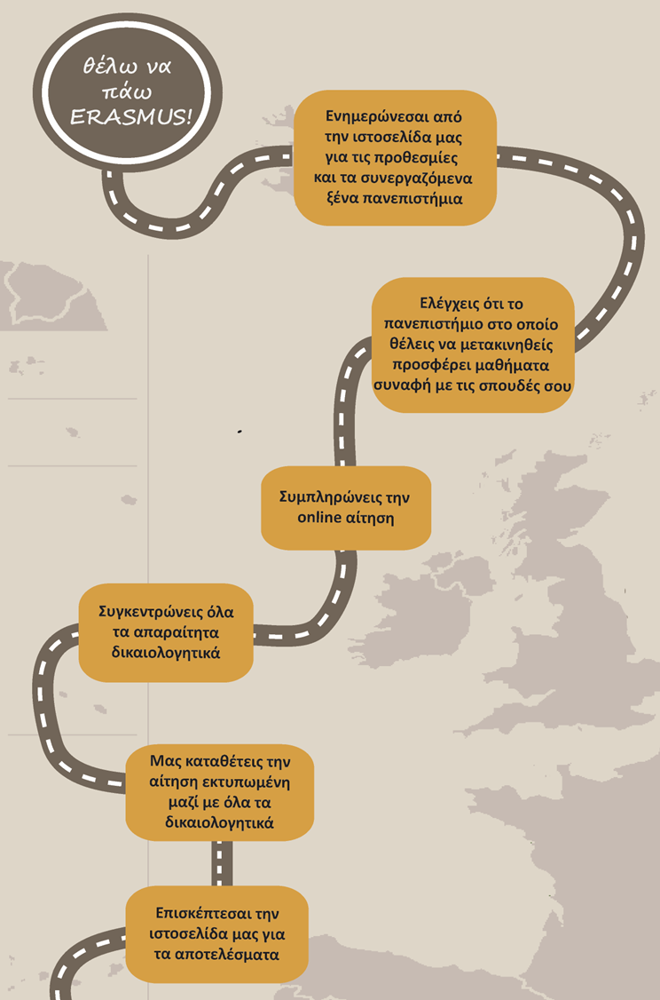 θέλω να
πάω
ERASMUS!
Ενημερώνεσαι από
την ιστοσελίδα μας
για τις προθεσμίες
και τα συνεργαζόμενα
ξένα πανεπιστήμια
Ελέγχεις ότι το
πανεπιστήμιο στο οποίο
θέλεις να μετακινηθείς
προσφέρει μαθήματα
συναφή με τις σπουδές σου
Συμπληρώνεις την
online αίτηση
Συγκεντρώνεις όλα
τα απαραίτητα
δικαιολογητικά
Μας καταθέτεις την
αίτηση εκτυπωμένη
μαζί με όλα τα
δικαιολογητικά
Επισκέπτεσαι την
ιστοσελίδα μας για
τα αποτελέσματα